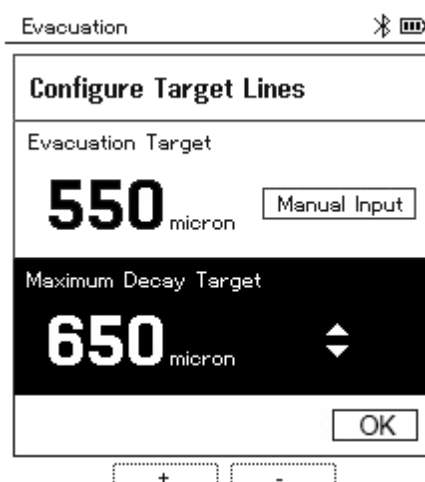 Evacuation
Configure Target Lines
Evacuation Target
550 micron
Manual Input
Maximum Decay Target
650 micron
OK
+ -